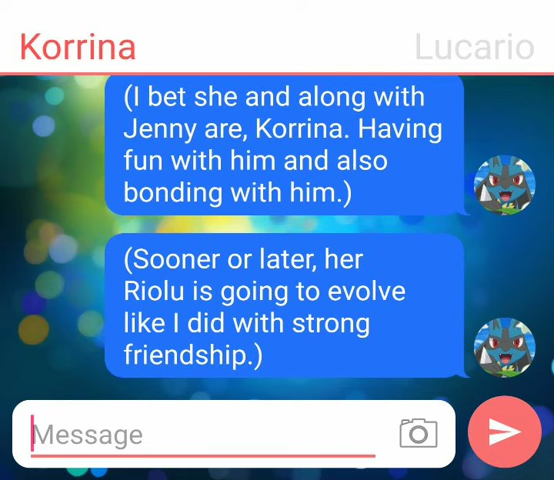 Korrina Lucario
(I bet she and along with
Jenny are, Korrina. Having
fun with him and also
bonding with him.)
(Sooner or later, her
Riolu is going to evolve
like I did with strong
friendship.)
Message